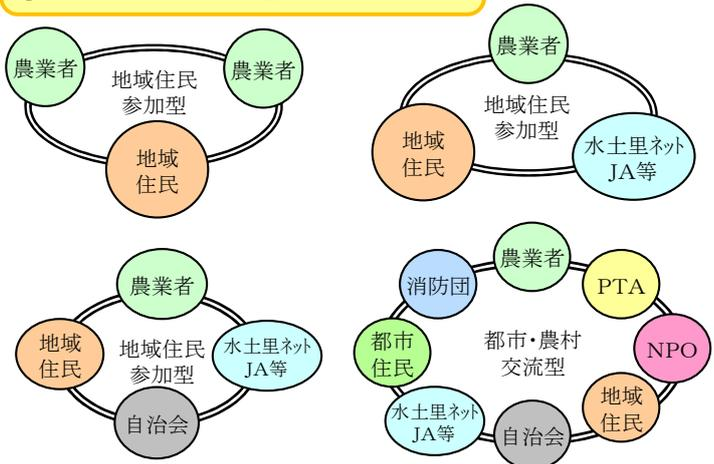 農業者
農業者
地域住民
参加型
地域
住民
農業者
地域住民
参加型
地域
住民
水土里ネット
JA等
農業者
地域
住民
地域住民
参加型
水土里ネット
JA等
自治会
農業者
消防団
PTA
都市
住民
都市・農村
交流型
NPO
水土里ネット
JA等
自治会
地域
住民